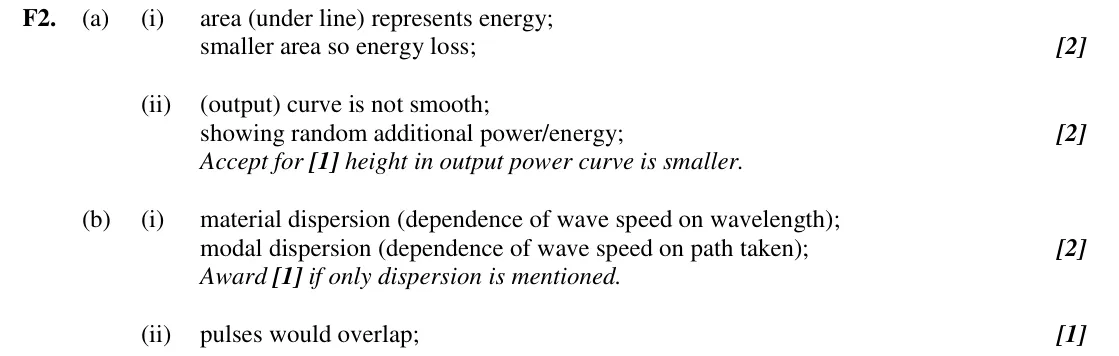 F2. (a) (i) area (under line) represents energy;
smaller area so energy loss; [2]
(ii) (output) curve is not smooth;
showing random additional power/energy; [2]
Accept for [1] height in output power curve is smaller.
(b) (i) material dispersion (dependence of wave speed on wavelength);
modal dispersion (dependence of wave speed on path taken); [2]
Award [1] if only dispersion is mentioned.
(ii) pulses would overlap; [1]